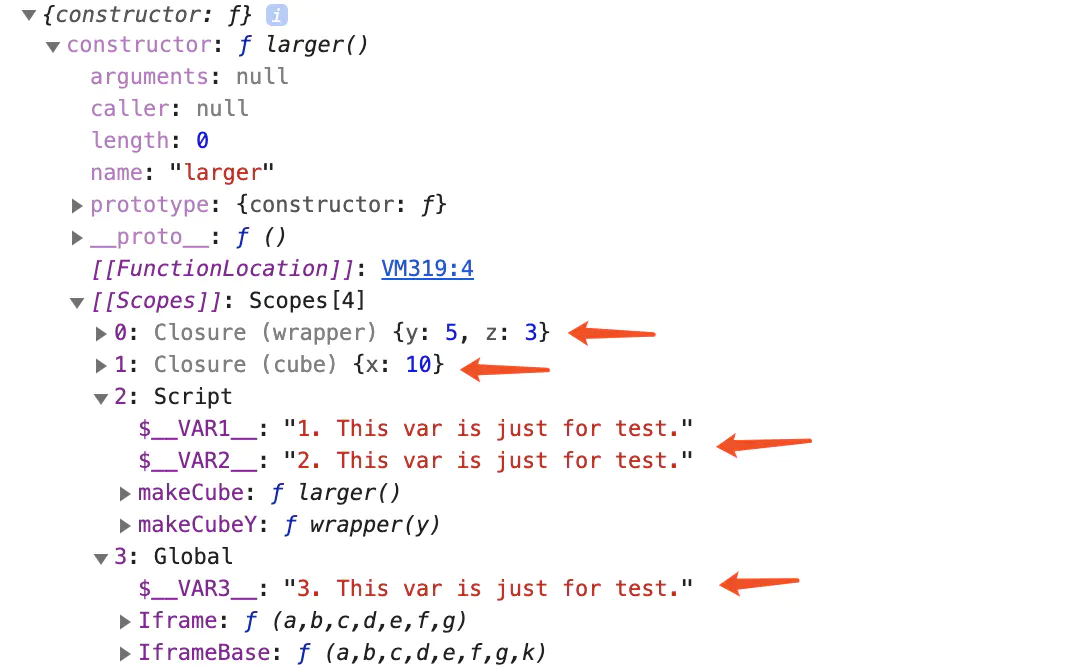 {constructor: ƒ} i
constructor: ƒ larger()
arguments: null
caller: null
length: 0
name: "larger"
prototype: {constructor: ƒ}
__proto__: ƒ ()
[[FunctionLocation]]: VM319:4
[[Scopes]]: Scopes[4]
0: Closure (wrapper) {y: 5, z: 3}
1: Closure (cube) {x: 10}
2: Script
$__VAR1__: "1. This var is just for test."
$__VAR2__: "2. This var is just for test."
makeCube: ƒ larger()
makeCubeY: ƒ wrapper(y)
3: Global
$__VAR3__: "3. This var is just for test."
Iframe: ƒ (a,b,c,d,e,f,g)
IframeBase: ƒ (a,b,c,d,e,f,g,k)